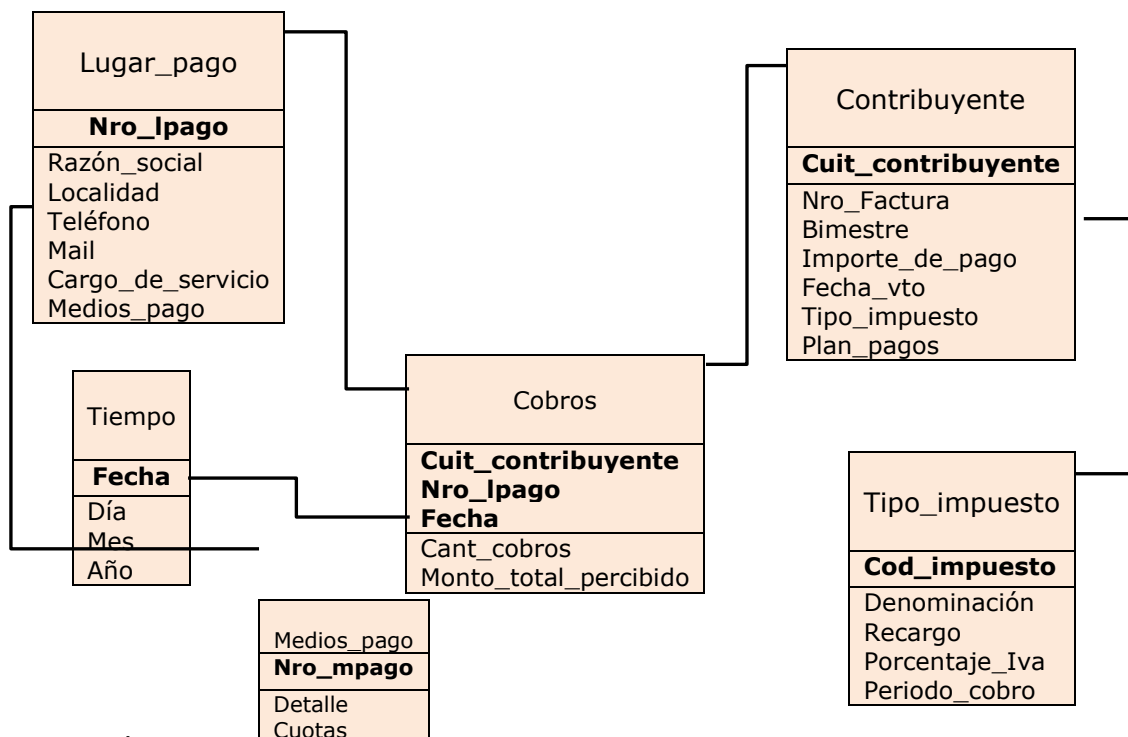 Lugar_pago
Nro_lpago
Razón_social
Localidad
Teléfono
Mail
Cargo_de_servicio
Medios_pago
Contribuyente
Cuit_contribuyente
Nro_Factura
Bimestre
Importe_de_pago
Fecha_vto
Tipo_impuesto
Plan_pagos
Tiempo
Fecha
Día
Mes
Año
Cobros
Cuit_contribuyente
Nro_lpago
Fecha
Cant_cobros
Monto_total_percibido
Tipo_impuesto
Cod_impuesto
Denominación
Recargo
Porcentaje_Iva
Periodo_cobro
Medios_pago
Nro_mpago
Detalle
Cuotas